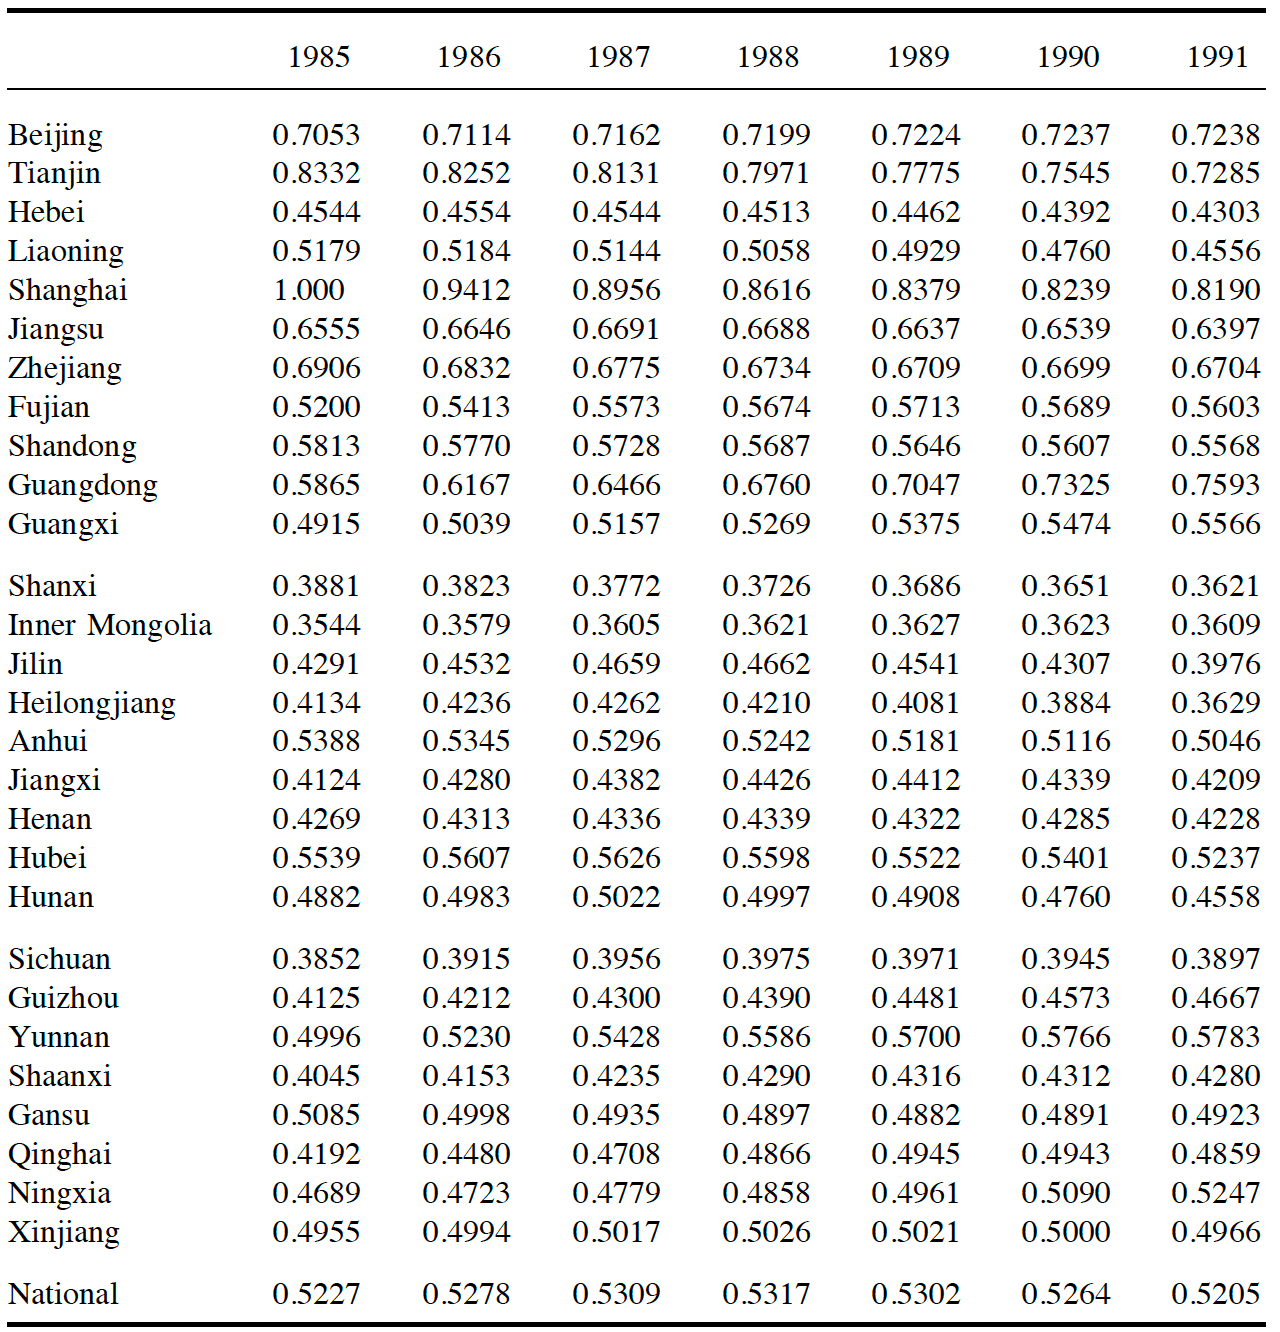 1985 1986 1987 1988 1989 1990 1991
Beijing 0.7053 0.7114 0.7162 0.7199 0.7224 0.7237 0.7238
Tianjin 0.8332 0.8252 0.8131 0.7971 0.7775 0.7545 0.7285
Hebei 0.4544 0.4554 0.4544 0.4513 0.4462 0.4392 0.4303
Liaoning 0.5179 0.5184 0.5144 0.5058 0.4929 0.4760 0.4556
Shanghai 1.000 0.9412 0.8956 0.8616 0.8379 0.8239 0.8190
Jiangsu 0.6555 0.6646 0.6691 0.6688 0.6637 0.6539 0.6397
Zhejiang 0.6906 0.6832 0.6775 0.6734 0.6709 0.6699 0.6704
Fujian 0.5200 0.5413 0.5573 0.5674 0.5713 0.5689 0.5603
Shandong 0.5813 0.5770 0.5728 0.5687 0.5646 0.5607 0.5568
Guangdong 0.5865 0.6167 0.6466 0.6760 0.7047 0.7325 0.7593
Guangxi 0.4915 0.5039 0.5157 0.5269 0.5375 0.5474 0.5566
Shanxi 0.3881 0.3823 0.3772 0.3726 0.3686 0.3651 0.3621
Inner Mongolia 0.3544 0.3579 0.3605 0.3621 0.3627 0.3623 0.3609
Jilin 0.4291 0.4532 0.4659 0.4662 0.4541 0.4307 0.3976
Heilongjiang 0.4134 0.4236 0.4262 0.4210 0.4081 0.3884 0.3629
Anhui 0.5388 0.5345 0.5296 0.5242 0.5181 0.5116 0.5046
Jiangxi 0.4124 0.4280 0.4382 0.4426 0.4412 0.4339 0.4209
Henan 0.4269 0.4313 0.4336 0.4339 0.4322 0.4285 0.4228
Hubei 0.5539 0.5607 0.5626 0.5598 0.5522 0.5401 0.5237
Hunan 0.4882 0.4983 0.5022 0.4997 0.4908 0.4760 0.4558
Sichuan 0.3852 0.3915 0.3956 0.3975 0.3971 0.3945 0.3897
Guizhou 0.4125 0.4212 0.4300 0.4390 0.4481 0.4573 0.4667
Yunnan 0.4996 0.5230 0.5428 0.5586 0.5700 0.5766 0.5783
Shaanxi 0.4045 0.4153 0.4235 0.4290 0.4316 0.4312 0.4280
Gansu 0.5085 0.4998 0.4935 0.4897 0.4882 0.4891 0.4923
Qinghai 0.4192 0.4480 0.4708 0.4866 0.4945 0.4943 0.4859
Ningxia 0.4689 0.4723 0.4779 0.4858 0.4961 0.5090 0.5247
Xinjiang 0.4955 0.4994 0.5017 0.5026 0.5021 0.5000 0.4966
National 0.5227 0.5278 0.5309 0.5317 0.5302 0.5264 0.5205